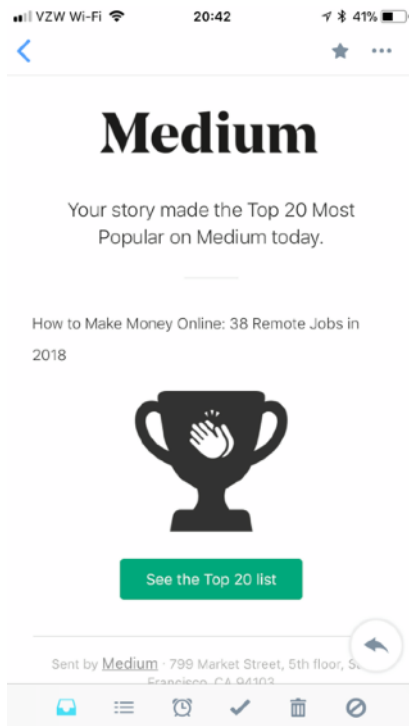 VZW Wi-Fi 20:42 41%
Medium
Your story made the Top 20 Most
Popular on Medium today.
How to Make Money Online: 38 Remote Jobs in
2018
See the Top 20 list
Sent by Medium · 799 Market Street, 5th floor,
Francisco, CA 94103